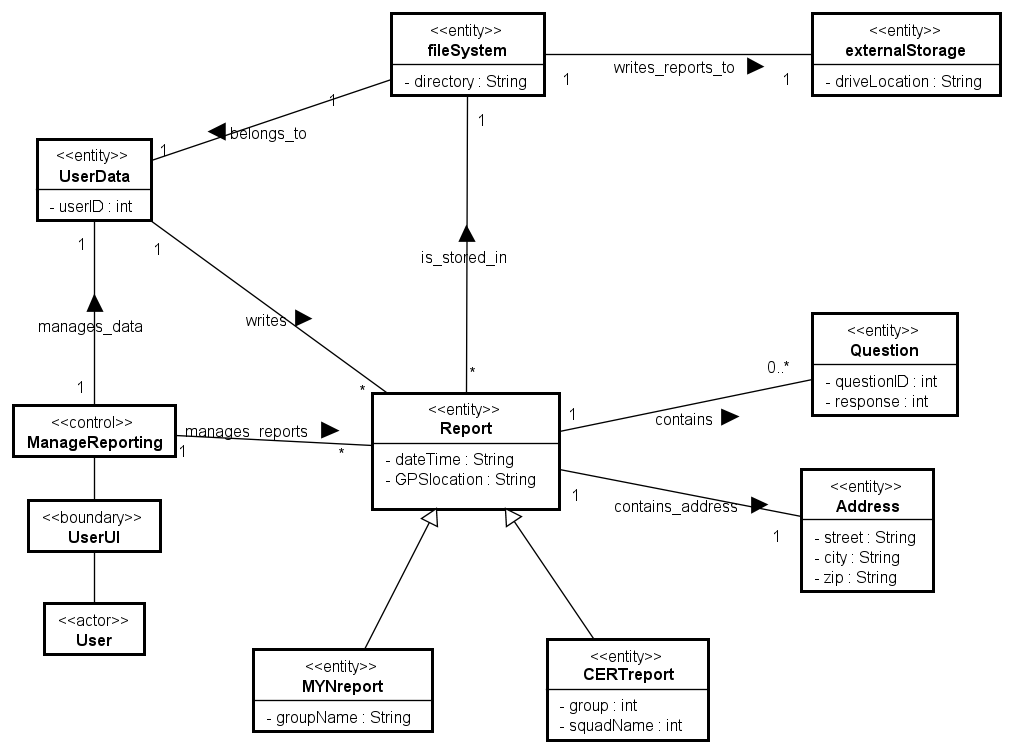 <<entity>>
fileSystem
- directory : String
<<entity>>
externalStorage
- driveLocation : String
1
writes_reports_to
1
1
belongs_to
1
1
<<entity>>
UserData
- userID : int
1
1
writes
*
is_stored_in
*
manages_data
1
<<entity>>
Question
- questionID : int
- response : int
0..*
1
contains
<<control>>
ManageReporting
1
manages_reports
*
<<entity>>
Report
- dateTime : String
- GPSlocation : String
1
contains_address
1
<<entity>>
Address
- street : String
- city : String
- zip : String
<<boundary>>
UserUI
<<actor>>
User
<<entity>>
MYNreport
- groupName : String
<<entity>>
CERTreport
- group : int
- squadName : int